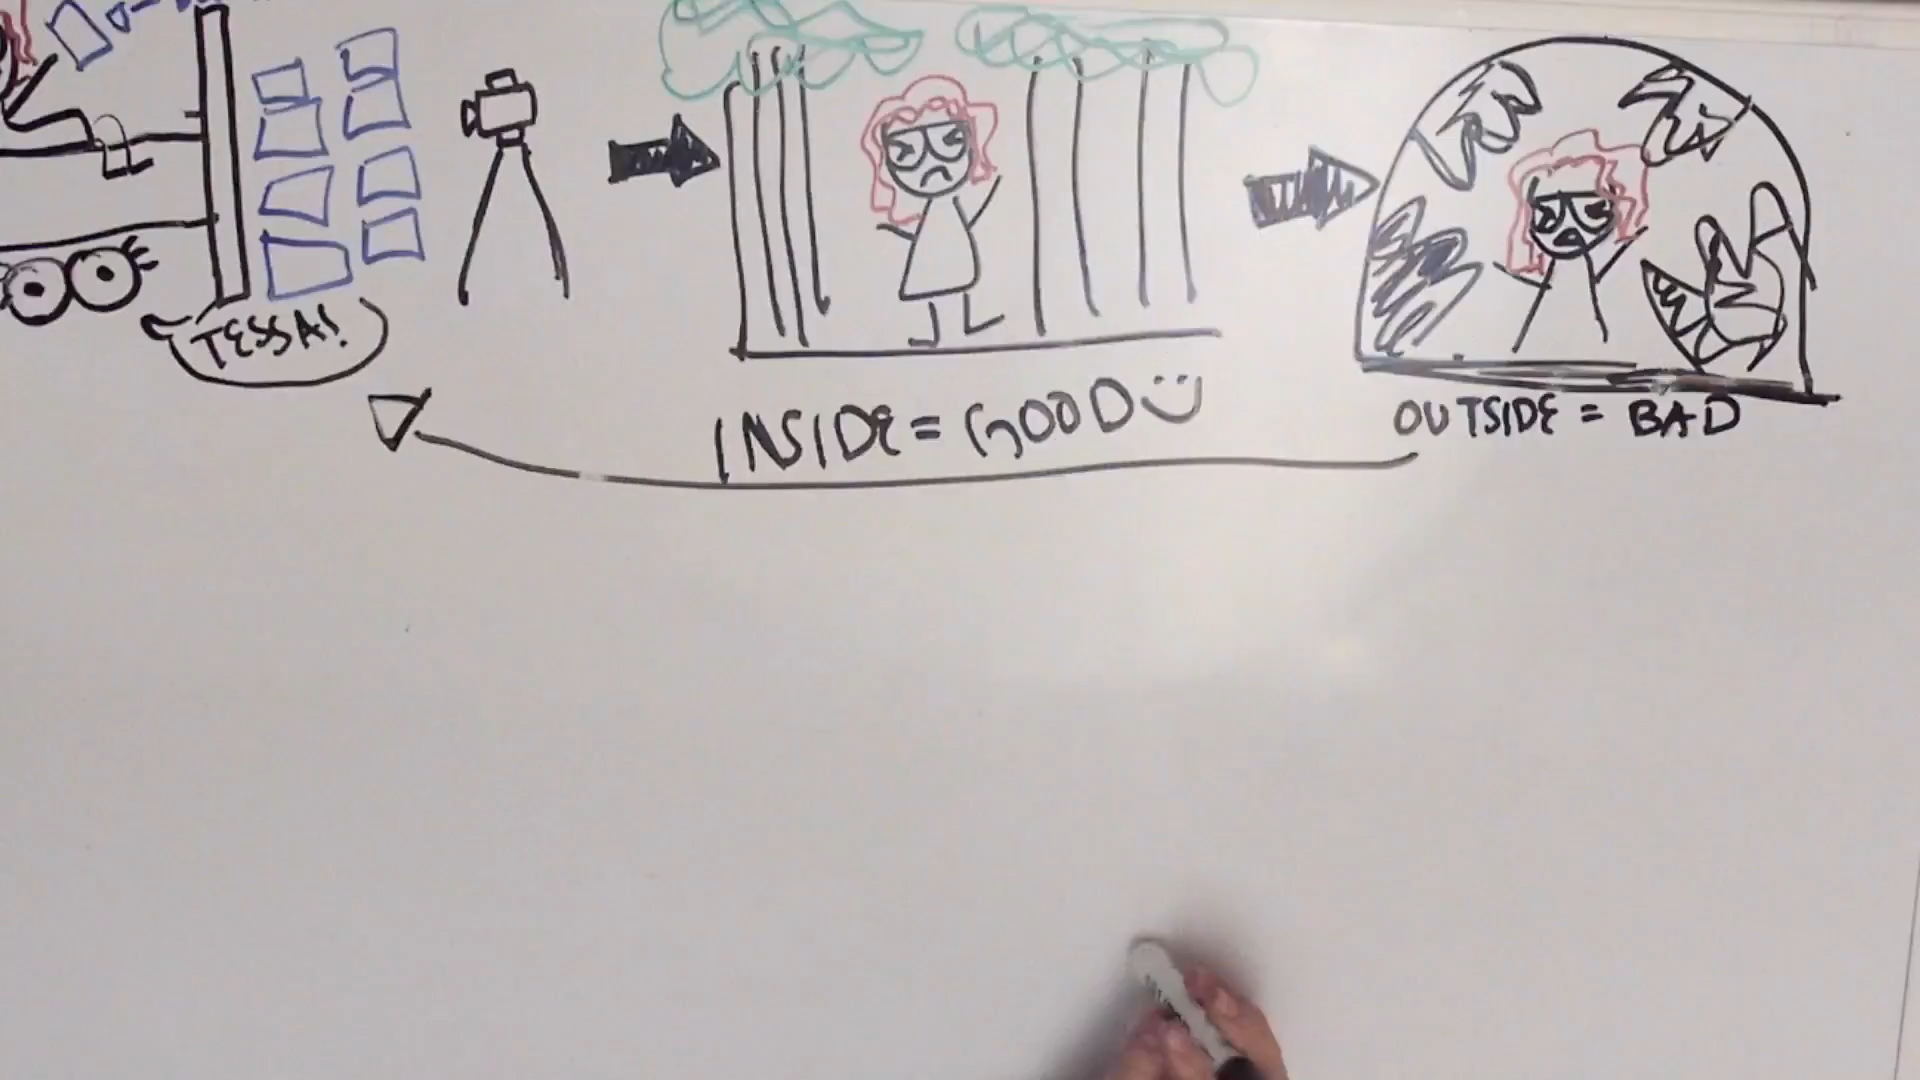 TESSA!
INSIDE = GOOD
OUTSIDE = BAD